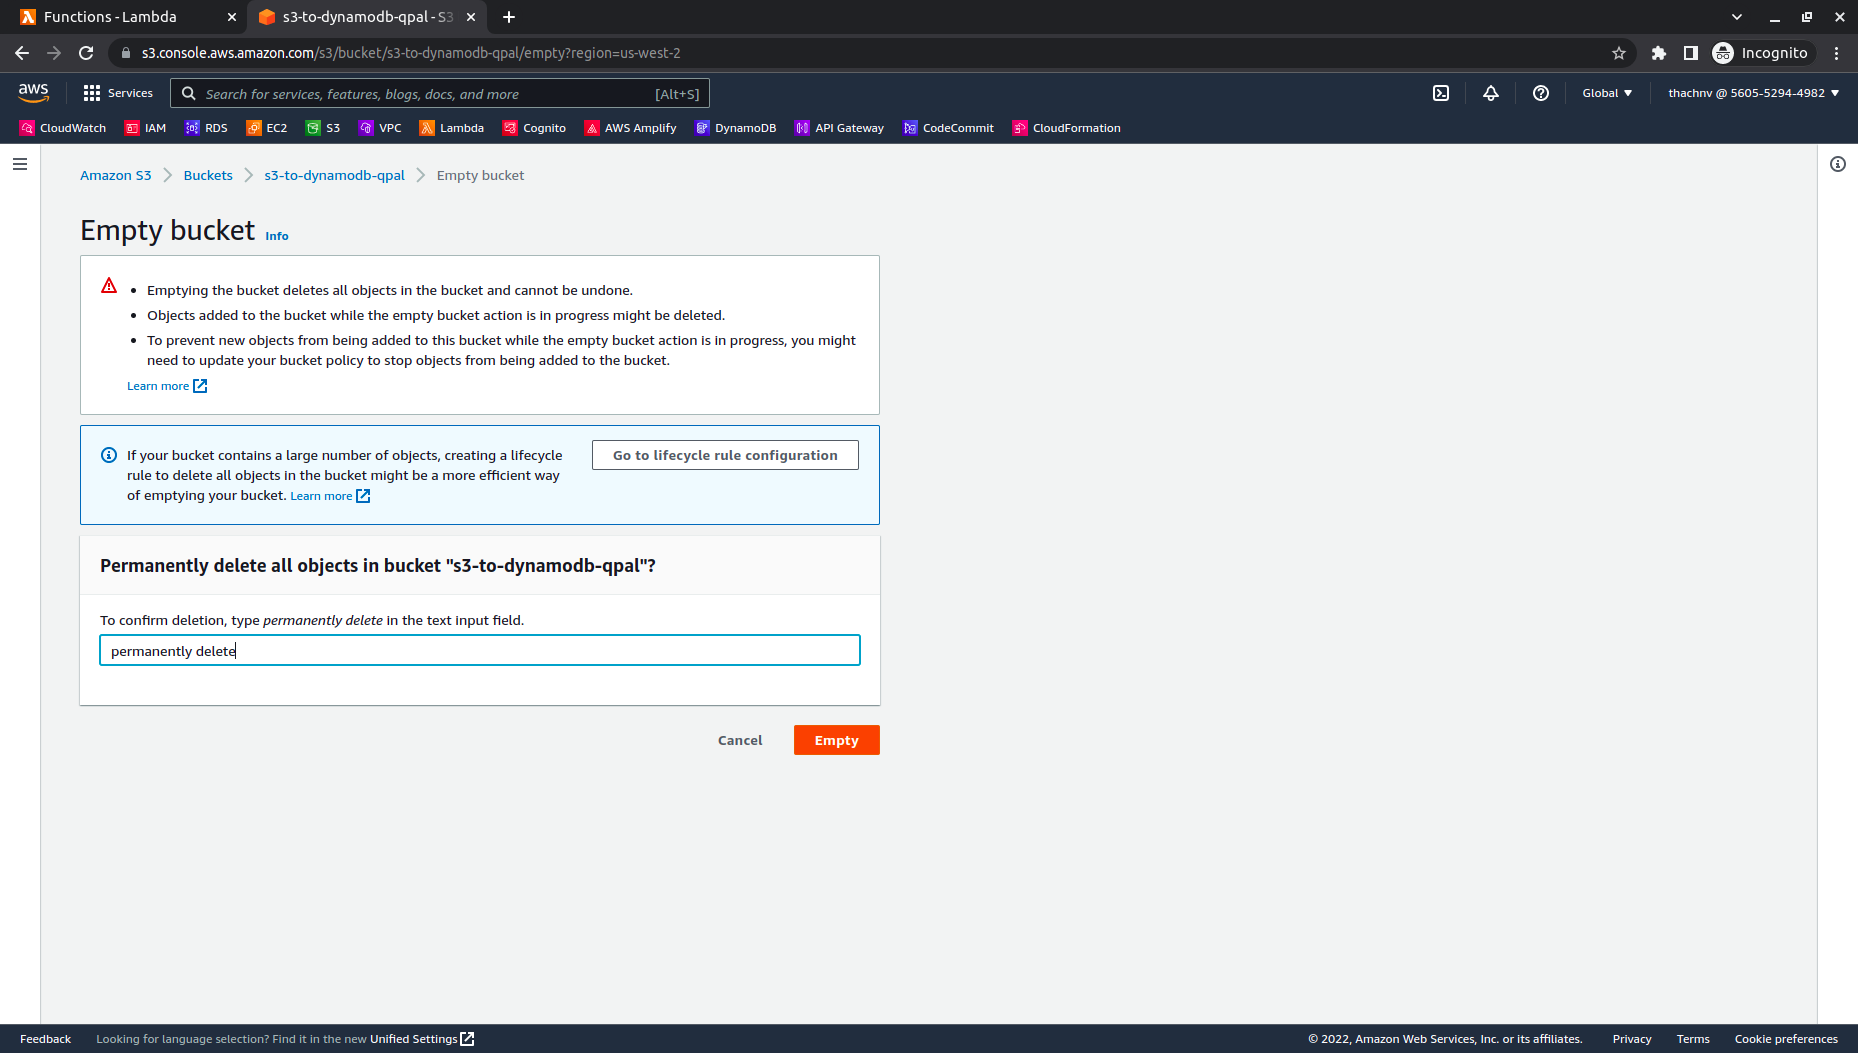 Functions - Lambda
s3-to-dynamodb-qpal - S3
s3.console.aws.amazon.com/s3/bucket/s3-to-dynamodb-qpal/empty?region=us-west-2
Incognito
aws
Services
Search for services, features, blogs, docs, and more
[Alt+S]
Global
thachnv @ 5605-5294-4982
CloudWatch
IAM
RDS
EC2
S3
VPC
Lambda
Cognito
AWS Amplify
DynamoDB
API Gateway
CodeCommit
CloudFormation
Amazon S3
Buckets
s3-to-dynamodb-qpal
Empty bucket
Empty bucket
Info
Emptying the bucket deletes all objects in the bucket and cannot be undone.
Objects added to the bucket while the empty bucket action is in progress might be deleted.
To prevent new objects from being added to this bucket while the empty bucket action is in progress, you might
need to update your bucket policy to stop objects from being added to the bucket.
Learn more
If your bucket contains a large number of objects, creating a lifecycle
rule to delete all objects in the bucket might be a more efficient way
of emptying your bucket. Learn more
Go to lifecycle rule configuration
Permanently delete all objects in bucket "s3-to-dynamodb-qpal"?
To confirm deletion, type permanently delete in the text input field.
permanently delete
Cancel
Empty
Feedback
Looking for language selection? Find it in the new Unified Settings
© 2022, Amazon Web Services, Inc. or its affiliates.
Privacy
Terms
Cookie preferences